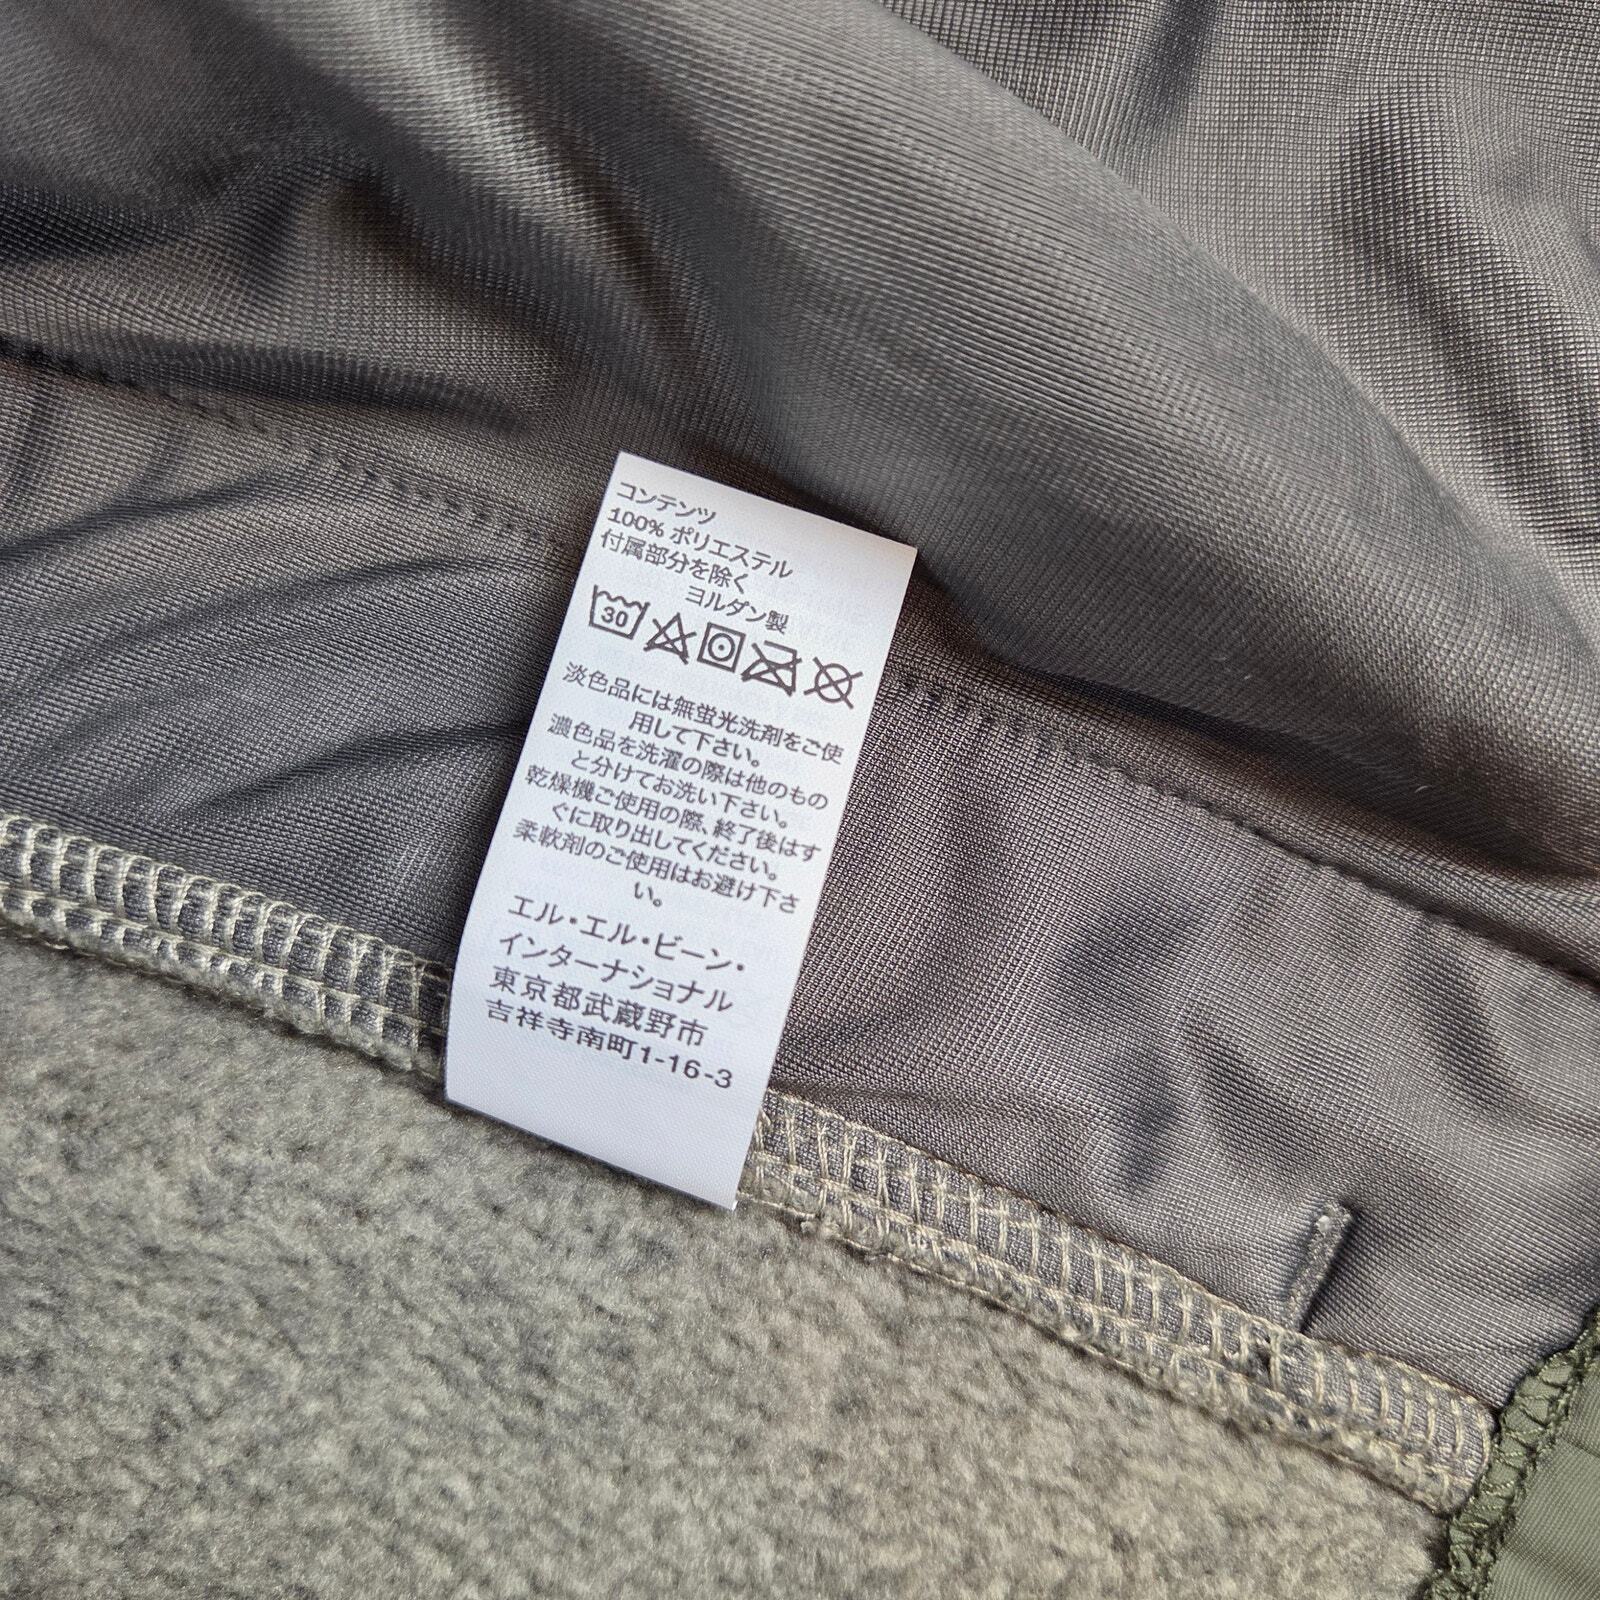 コンテンツ
100% ポリエステル
付属部分を除く
ヨルダン製
30
淡色品には無蛍光洗剤をご使
用して下さい。
濃色品を洗濯の際は他のもの
と分けてお洗い下さい。
乾燥機ご使用の際、終了後はす
ぐに取り出してください。
柔軟剤のご使用はお避け下さ
い。
エル・エル・ビーン・
インターナショナル
東京都武蔵野市
吉祥寺南町1-16-3